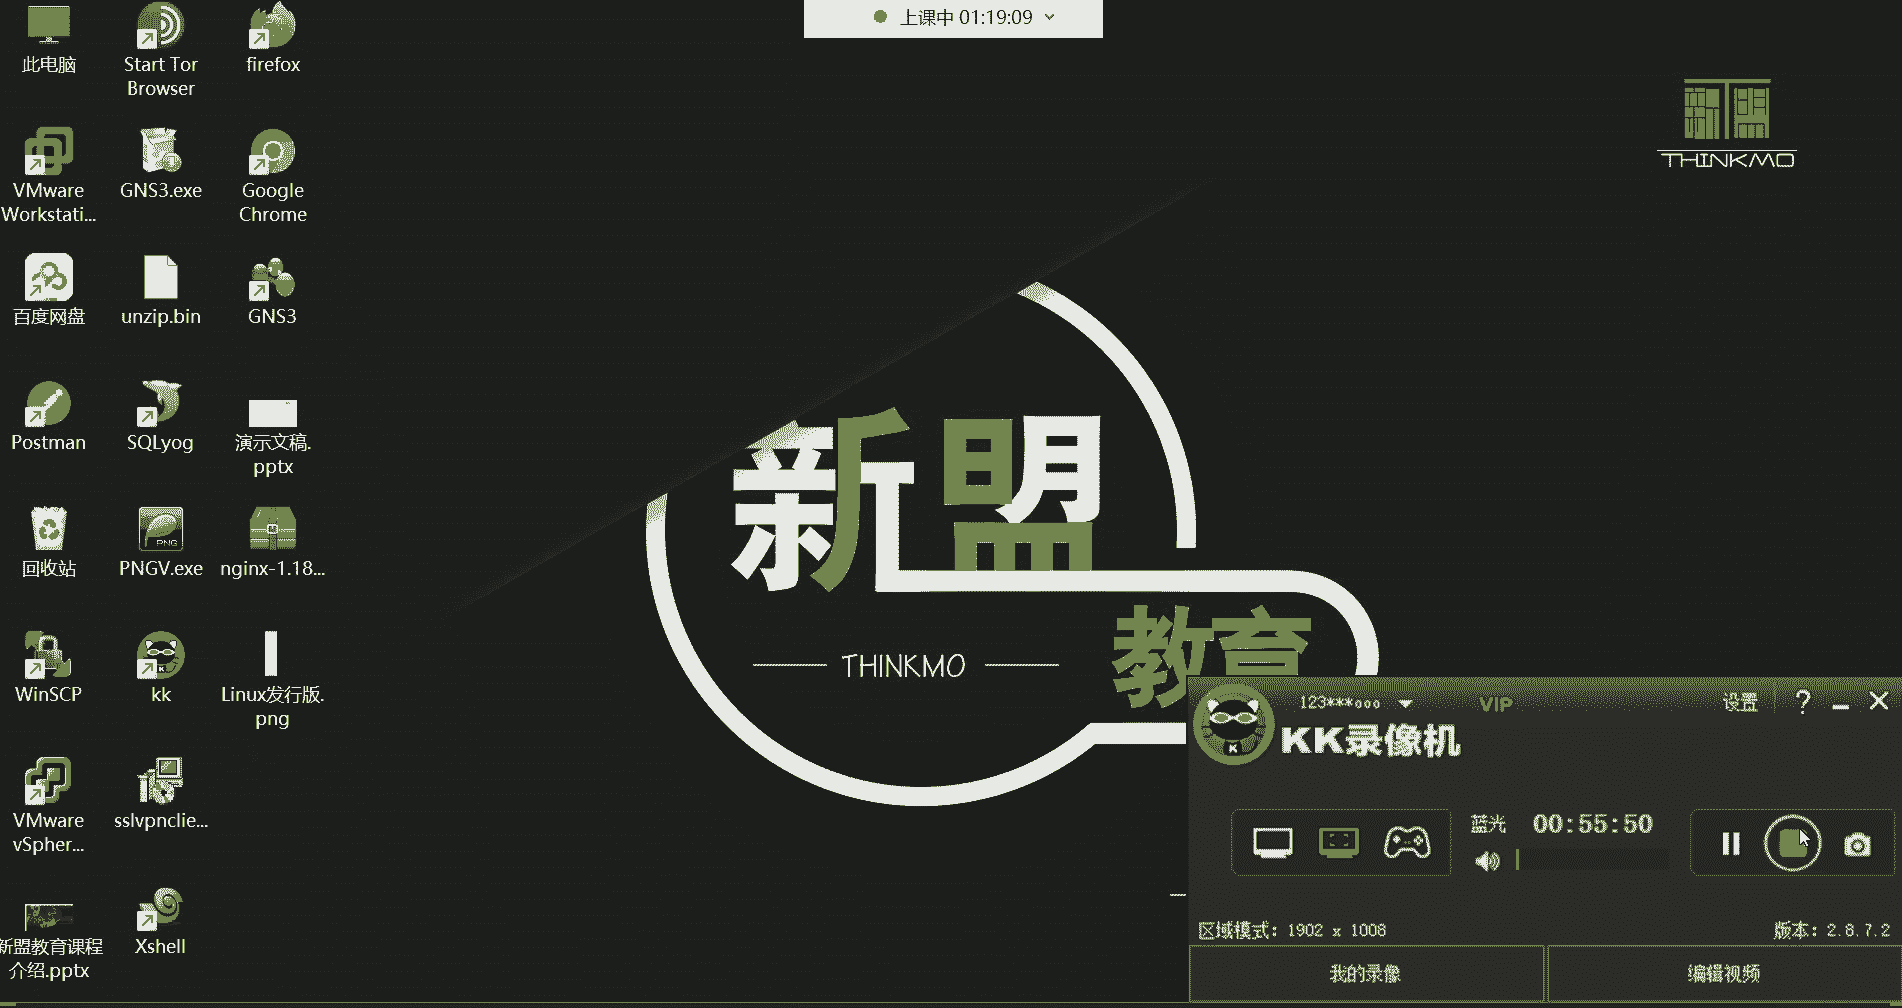 上课中 01:19:09
此电脑
Start Tor
Browser
firefox
THINKMO
VMware
Workstati...
GNS3.exe
Google
Chrome
百度网盘
unzip.bin
GNS3
Postman
SQLyog
演示文稿.
pptx
新盟
教育
THINKMO
回收站
PNG
PNGV.exe
nginx-1.18...
WinSCP
kk
Linux发行版.
png
VMware
vSpher...
sslvpnclie...
新盟教育课程
介绍.pptx
Xshell
123***ooo
VIP
设置
KK录像机
蓝光 00:55:50
区域模式: 1902 x 1008
版本: 2.8.7.2
我的录像
编辑视频